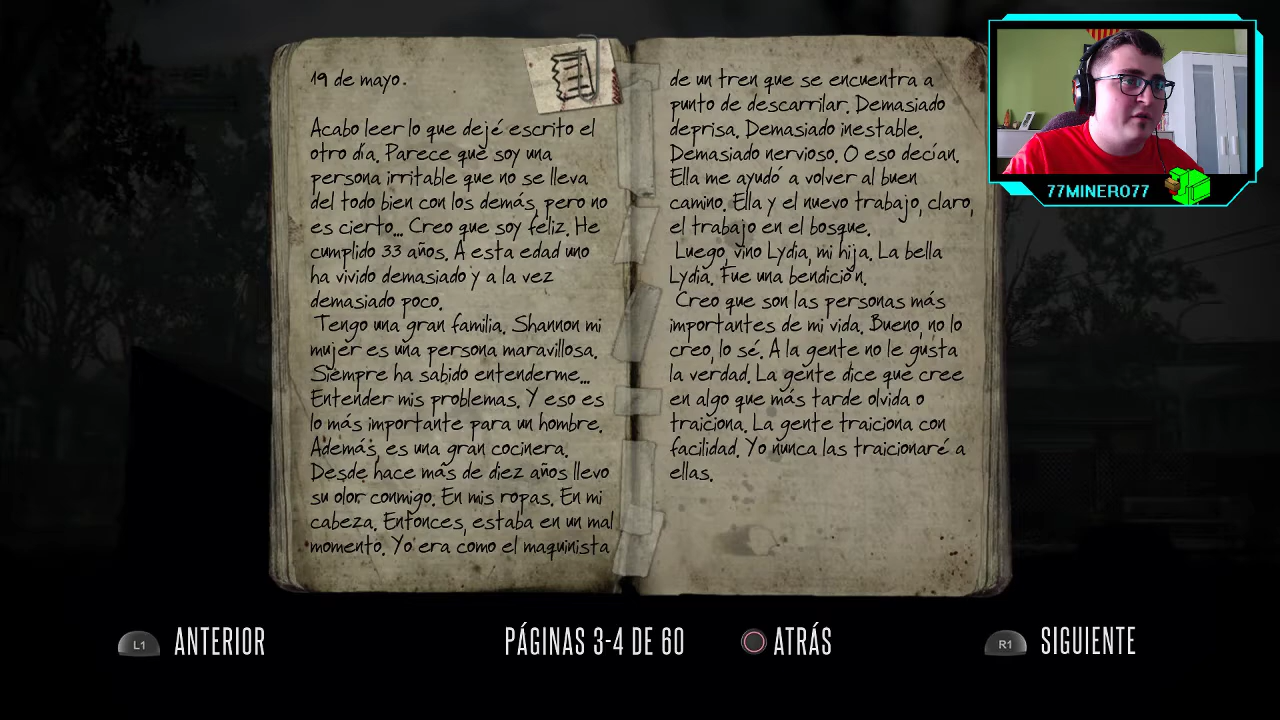 19 de mayo.
Acabo leer lo que dejé escrito el
otro día. Parece que soy una
persona irritable que no se lleva
del todo bien con los demás, pero no
es cierto... Creo que soy feliz. He
cumplido 33 años. A esta edad uno
ha vivido demasiado y a la vez
demasiado poco.
Tengo una gran familia. Shannon mi
mujer es una persona maravillosa.
Siempre ha sabido entenderme...
Entender mis problemas. Y eso es
lo más importante para un hombre.
Además, es una gran cocinera.
Desde hace más de diez años llevo
su olor conmigo. En mis ropas. En mi
cabeza. Entonces, estaba en un mal
momento. Yo era como el maquinista
de un tren que se encuentra a
punto de descarrilar. Demasiado
deprisa. Demasiado inestable.
Demasiado nervioso. O eso decían.
Ella me ayudó a volver al buen
camino. Ella y el nuevo trabajo, claro,
el trabajo en el bosque.
Luego, vino Lydia, mi hija. La bella
Lydia. Fue una bendición.
Creo que son las personas más
importantes de mi vida. Bueno, no lo
creo, lo sé. A la gente no le gusta
la verdad. La gente dice que cree
en algo que más tarde olvida o
traiciona. La gente traiciona con
facilidad. Yo nunca las traicionaré a
ellas.
77MINERO77
L1 ANTERIOR
PÁGINAS 3-4 DE 60
ATRÁS
R1 SIGUIENTE